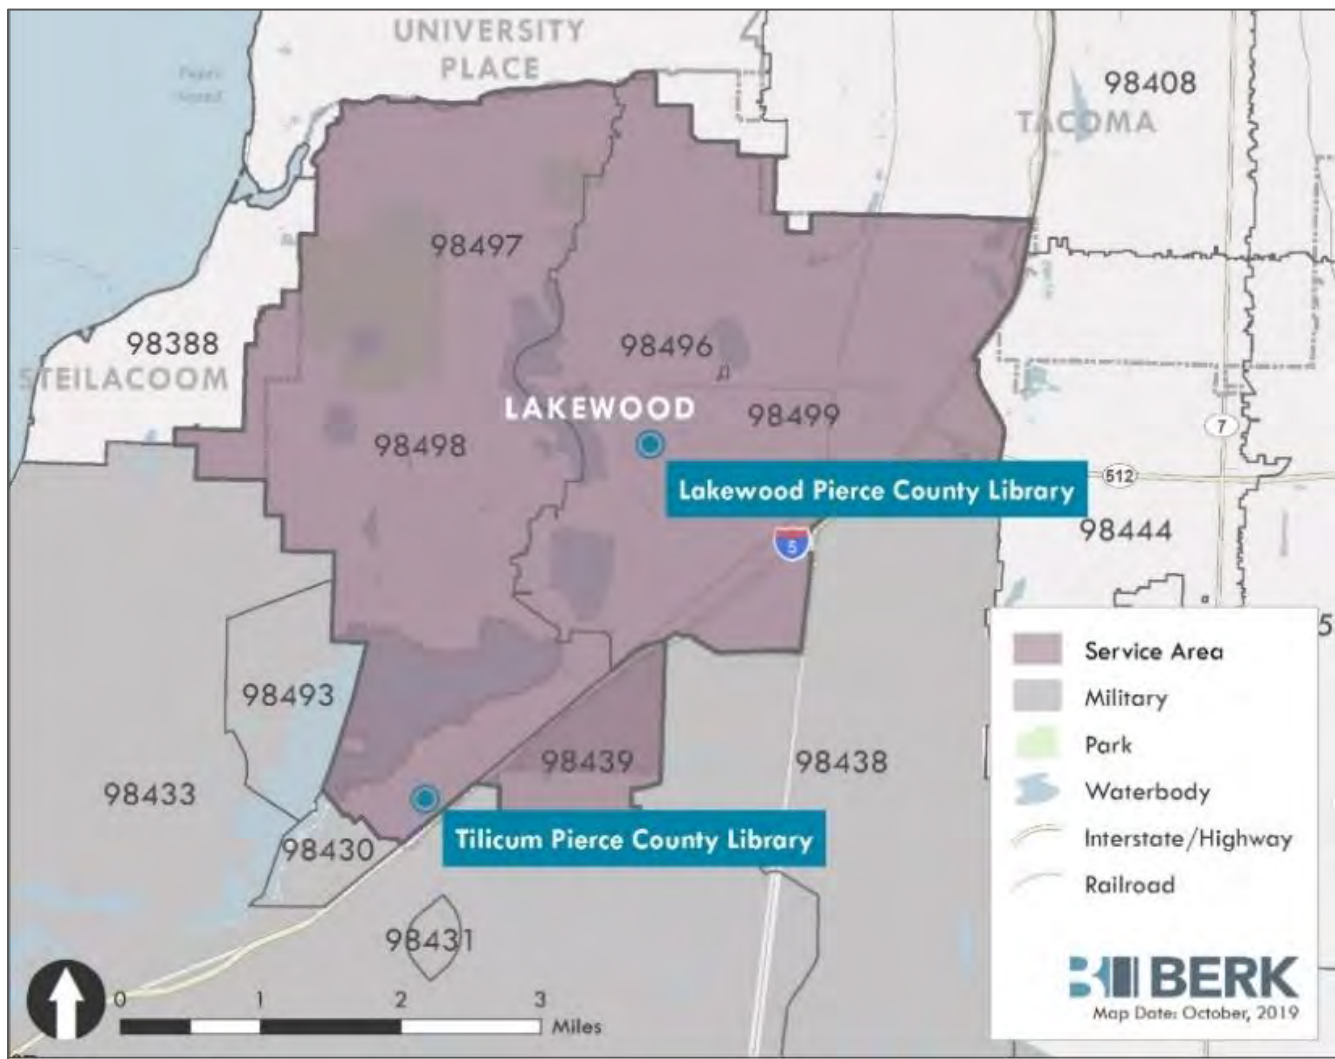 UNIVERSITY
PLACE
4
98408
TACOMA
98497
98388
STEILACOOM
98496
LAKEWOOD
98499
98498
7
512
Lakewood Pierce County Library
5
98444
5
Service Area
98493
Military
Park
98439
98438
98433
Waterbody
Tilicum Pierce County Library
Interstate/Highway
98430
Railroad
98431
BERK
Map Date: October, 2019
0 1 2 3
Miles